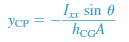 y_CP = − I_xx sin θ / h_CG A